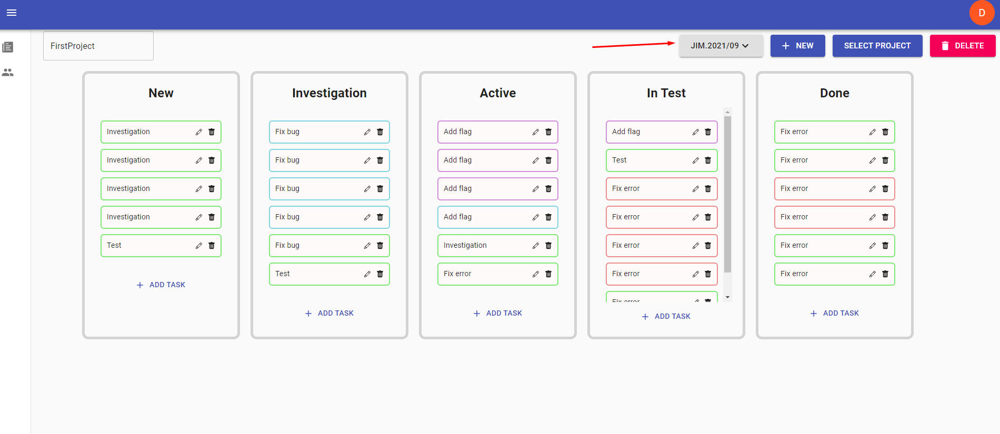 D
FirstProject
JIM.2021/09
NEW
SELECT PROJECT
DELETE
New
Investigation
Investigation
Investigation
Investigation
Test
ADD TASK
Investigation
Fix bug
Fix bug
Fix bug
Fix bug
Fix bug
Test
ADD TASK
Active
Add flag
Add flag
Add flag
Add flag
Investigation
Fix error
ADD TASK
In Test
Add flag
Test
Fix error
Fix error
Fix error
Fix error
Fix error
ADD TASK
Done
Fix error
Fix error
Fix error
Fix error
Fix error
Fix error
ADD TASK